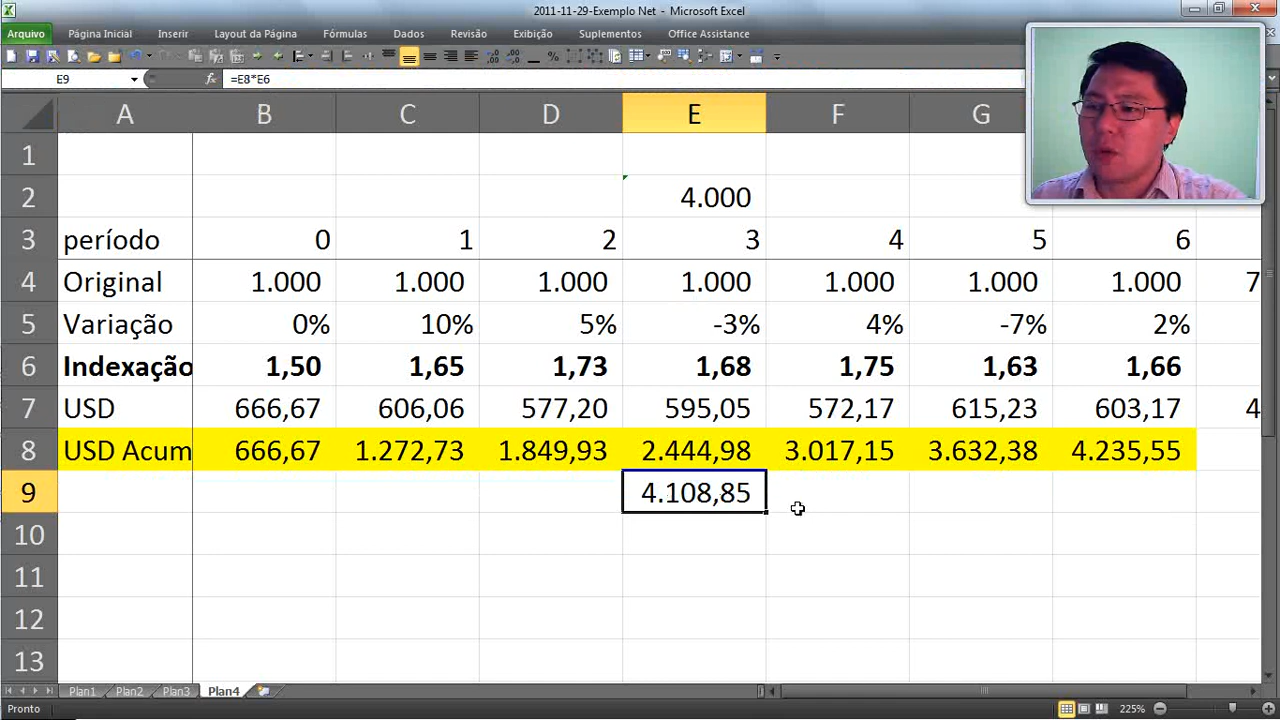 2011-11-29-Exemplo Net - Microsoft Excel
Arquivo Página Inicial Inserir Layout da Página Fórmulas Dados Revisão Exibição Suplementos Office Assistance
E9 fx =E8*E6
A B C D E F G
1
2 4.000
3 período 0 1 2 3 4 5 6
4 Original 1.000 1.000 1.000 1.000 1.000 1.000 1.000 7
5 Variação 0% 10% 5% -3% 4% -7% 2%
6 Indexação 1,50 1,65 1,73 1,68 1,75 1,63 1,66
7 USD 666,67 606,06 577,20 595,05 572,17 615,23 603,17 4
8 USD Acum 666,67 1.272,73 1.849,93 2.444,98 3.017,15 3.632,38 4.235,55
9 4.108,85
10
11
12
13
Plan1 Plan2 Plan3 Plan4
Pronto 225%